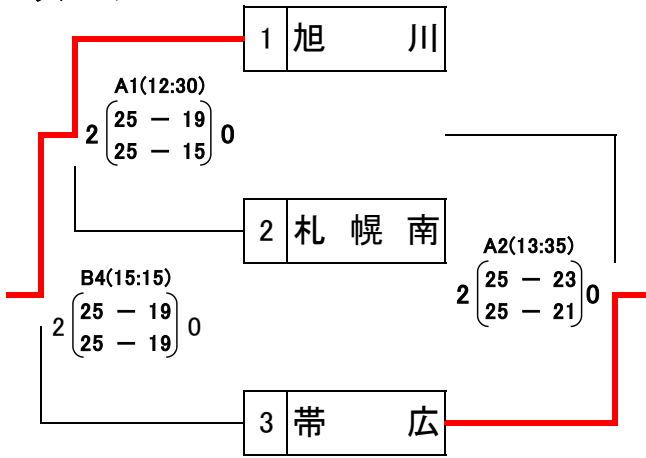 1 旭 川
A1(12:30)
2 25 － 19 0
25 － 15
2 札 幌 南
A2(13:35)
2 25 － 23 0
25 － 21
B4(15:15)
2 25 － 19 0
25 － 19
3 帯 広